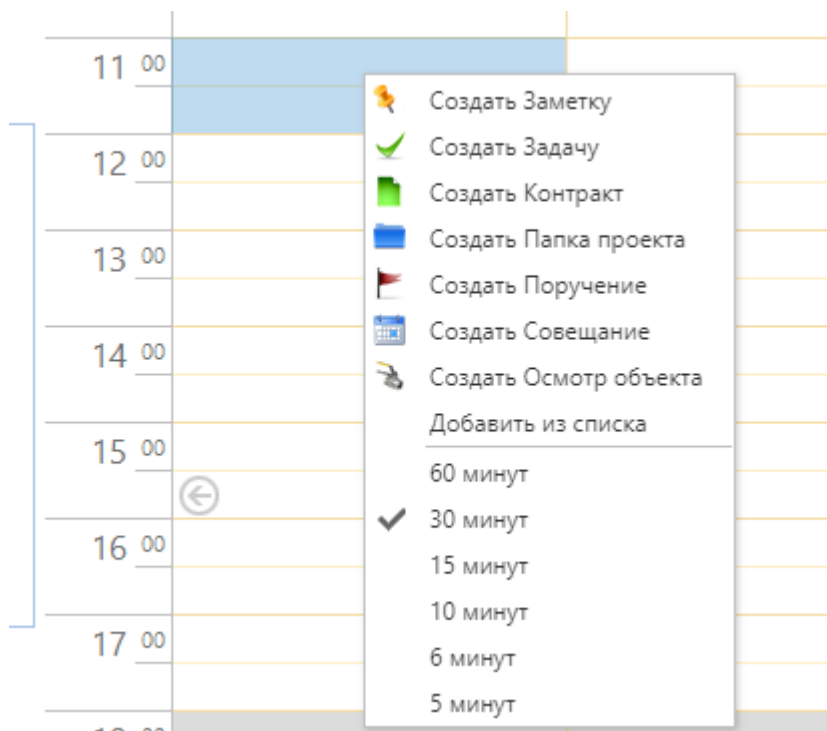 11 00
12 00
13 00
14 00
15 00
16 00
17 00
Создать Заметку
Создать Задачу
Создать Контракт
Создать Папка проекта
Создать Поручение
Создать Совещание
Создать Осмотр объекта
Добавить из списка
60 минут
30 минут
15 минут
10 минут
6 минут
5 минут